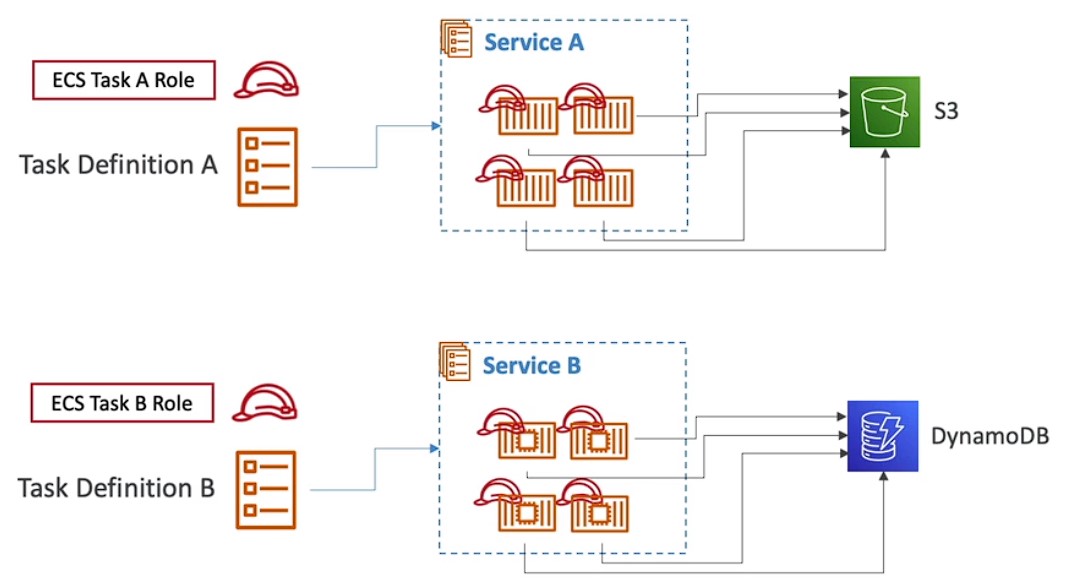 Service A
ECS Task A Role
S3
Task Definition A
Service B
ECS Task B Role
DynamoDB
Task Definition B